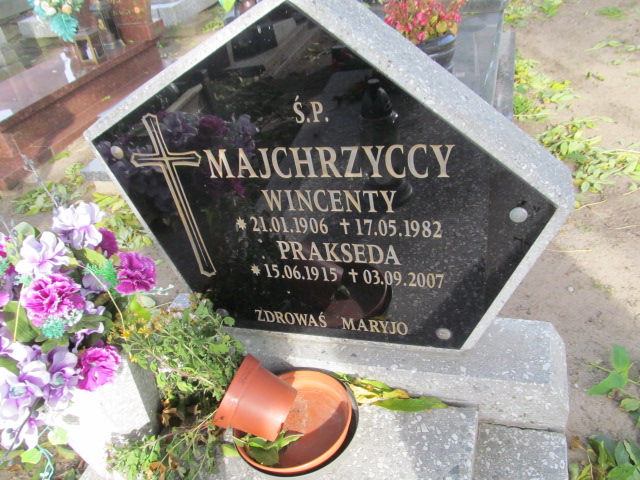 Ś.P.
MAJCHRZYCCY
WINCENTY
* 21.01.1906 ✝ 17.05.1982
PRAKSEDA
* 15.06.1915 ✝ 03.09.2007
ZDROWAŚ MARYJO